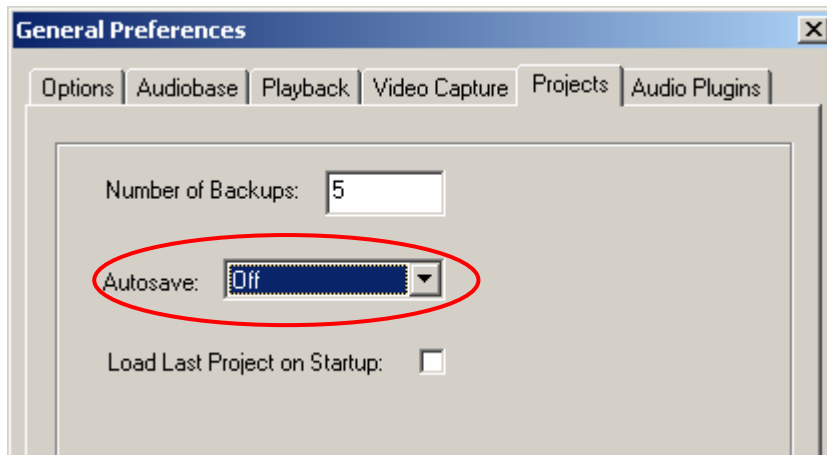 General Preferences
Options Audiobase Playback Video Capture Projects Audio Plugins
Number of Backups: 5
Autosave: Off
Load Last Project on Startup: